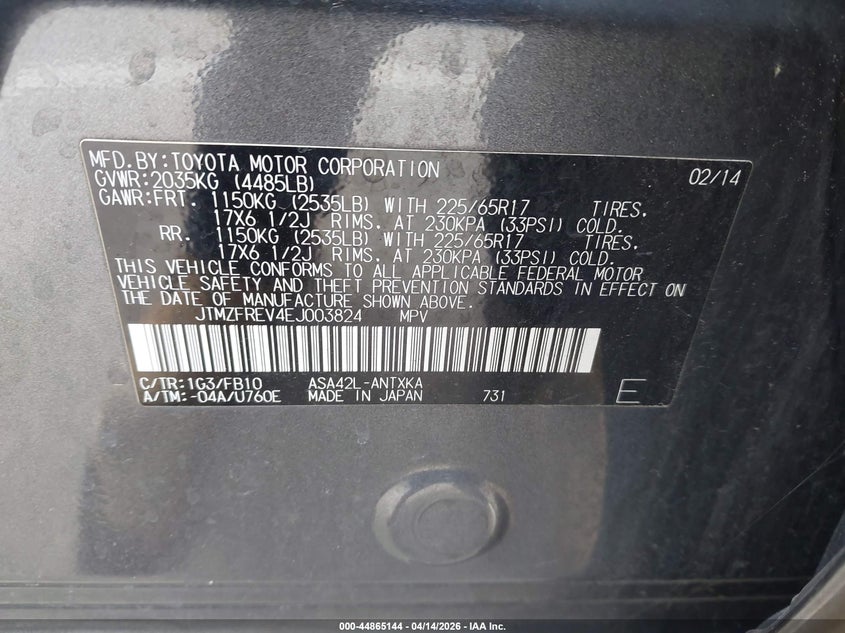 MFD.BY:TOYOTA MOTOR CORPORATION 02/14
GVWR:2035KG (4485LB)
GAWR:FRT. 1150KG (2535LB) WITH 225/65R17 TIRES.
17X6 1/2J RIMS. AT 230KPA (33PSI) COLD.
RR. 1150KG (2535LB) WITH 225/65R17 TIRES.
17X6 1/2J RIMS. AT 230KPA (33PSI) COLD.
THIS VEHICLE CONFORMS TO ALL APPLICABLE FEDERAL MOTOR
VEHICLE SAFETY AND THEFT PREVENTION STANDARDS IN EFFECT ON
THE DATE OF MANUFACTURE SHOWN ABOVE.
JTMZFREV4EJ003824 MPV
C/TR:1G3/FB10 ASA42L-ANTXKA
A/TM:-04A/U760E MADE IN JAPAN 731 E
000-44865144 - 04/14/2026 - IAA Inc.